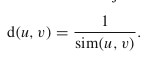 d(u, v) = 1 / sim(u, v) .